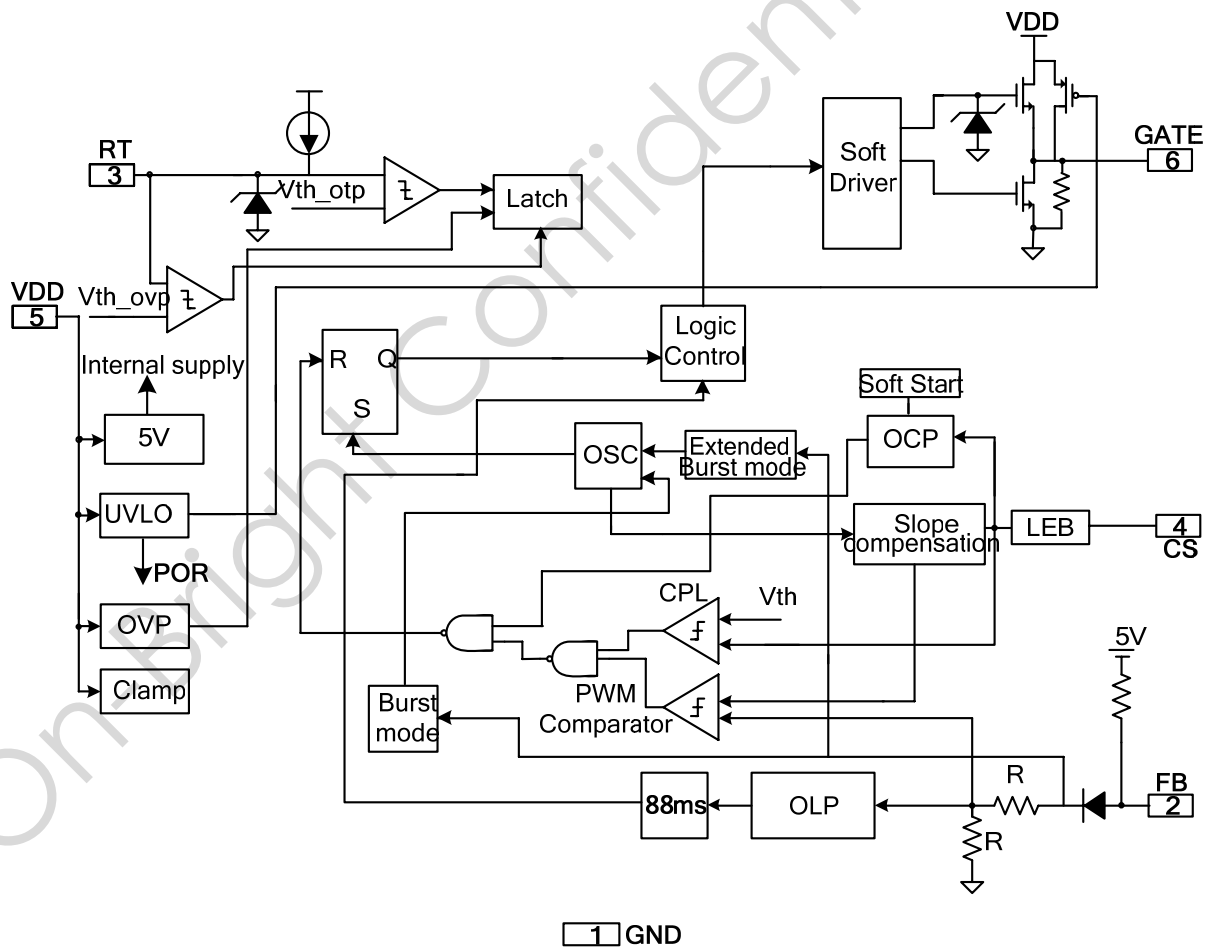 On-Bright Confident
VDD
GATE
6
RT
3
Vth_otp
Latch
Soft
Driver
VDD
5
Vth_ovp
Internal supply
5V
R
Q
S
Logic
Control
Soft Start
OCP
OSC
Extended
Burst mode
UVLO
POR
Slope
compensation
LEB
4
CS
OVP
CPL
Vth
Clamp
PWM
Comparator
5V
Burst
mode
88ms
OLP
R
R
FB
2
1
GND